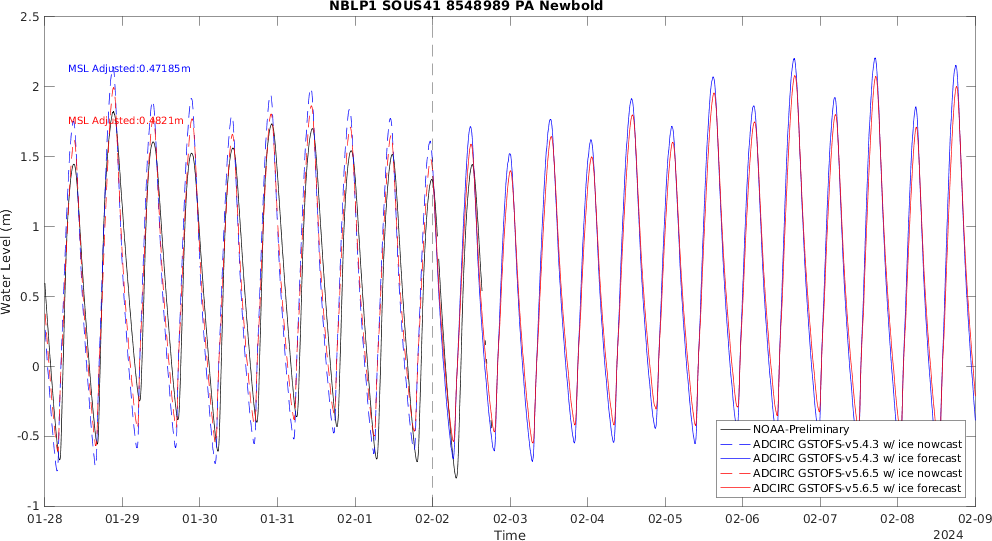 NBLP1 SOUS41 8548989 PA Newbold
2.5
2
1.5
1
0.5
0
-0.5
-1
Water Level (m)
MSL Adjusted:0.47185m
MSL Adjusted:0.4821m
NOAA-Preliminary
ADCIRC GSTOFS-v5.4.3 w/ ice nowcast
ADCIRC GSTOFS-v5.4.3 w/ ice forecast
ADCIRC GSTOFS-v5.6.5 w/ ice nowcast
ADCIRC GSTOFS-v5.6.5 w/ ice forecast
01-28 01-29 01-30 01-31 02-01 02-02 02-03 02-04 02-05 02-06 02-07 02-08 02-09
Time
2024